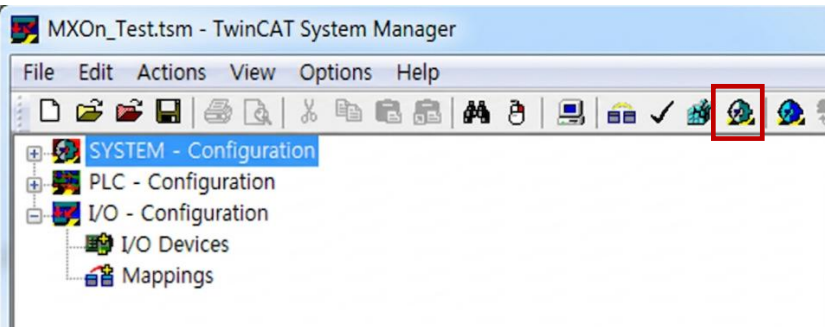 MXOn_Test.tsm - TwinCAT System Manager
File Edit Actions View Options Help
SYSTEM - Configuration
PLC - Configuration
I/O - Configuration
I/O Devices
Mappings